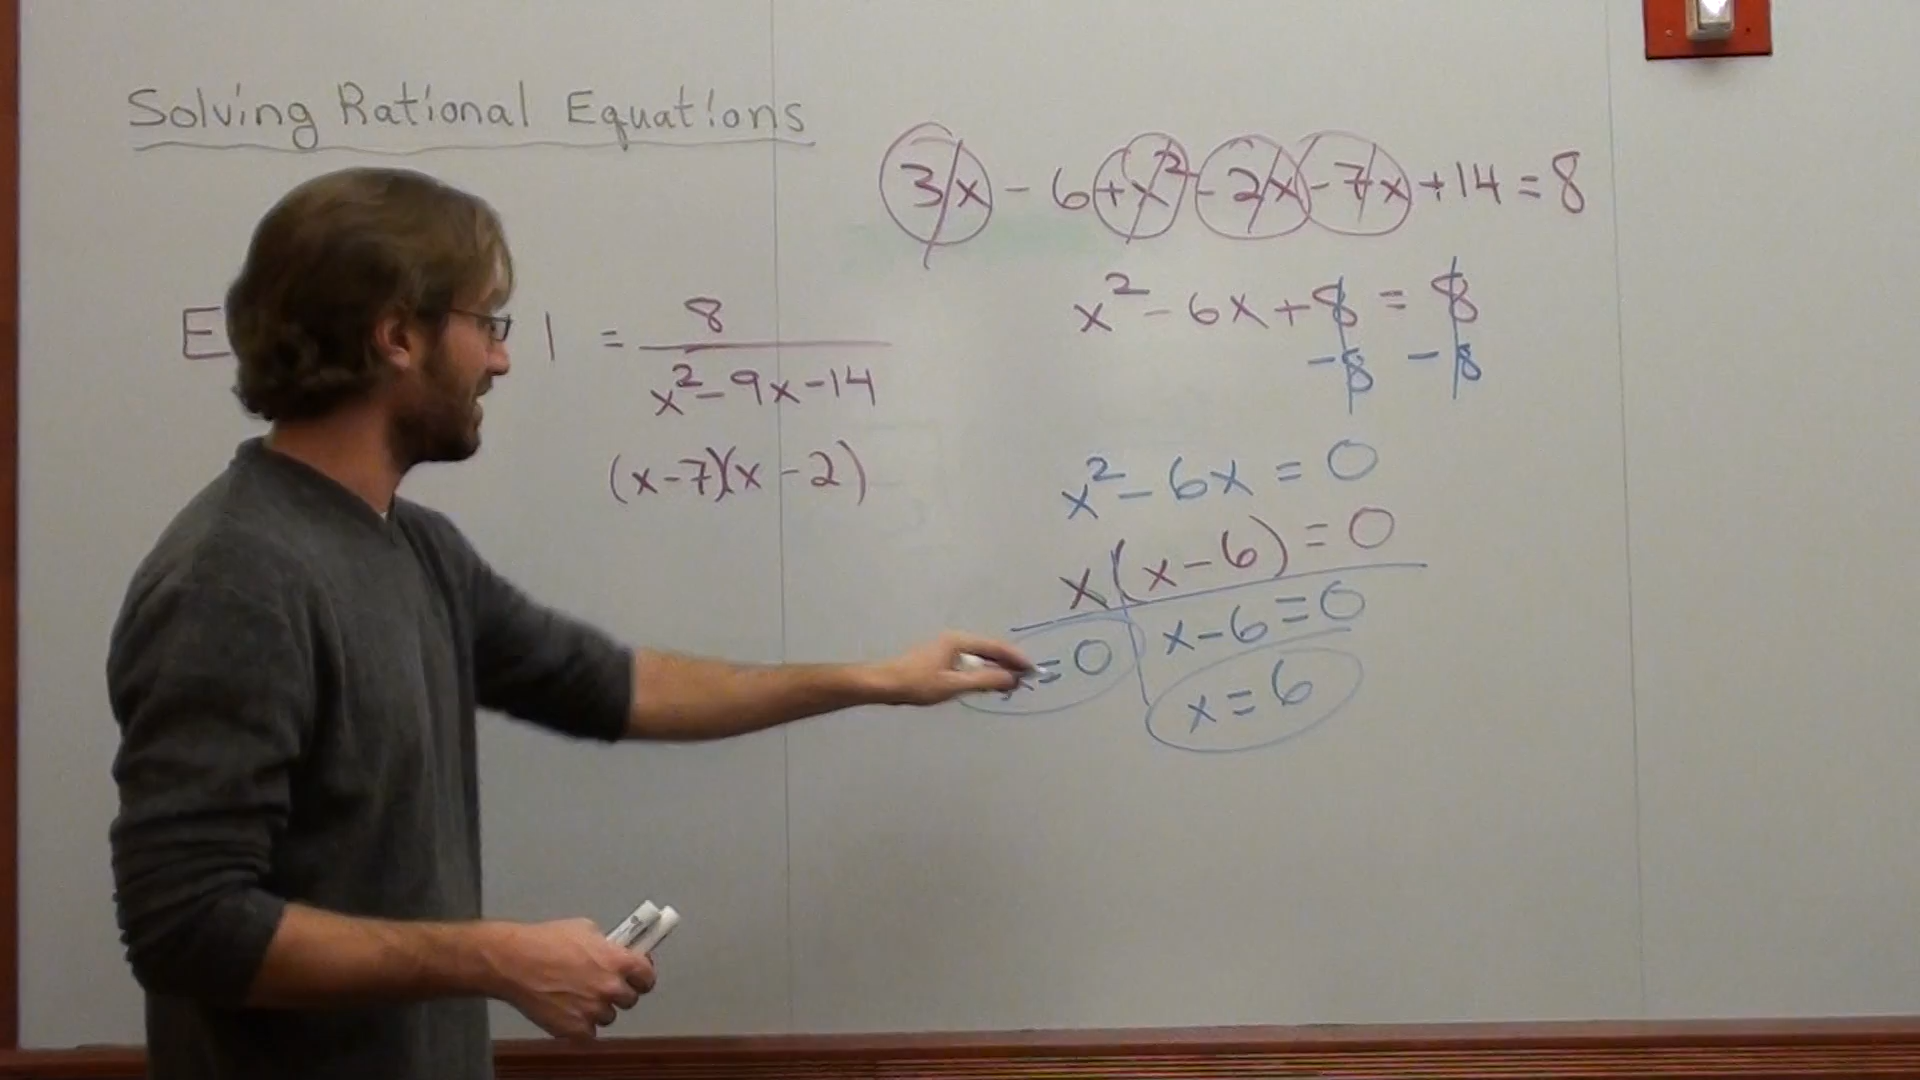 Solving Rational Equations
E 1 = 8
x² - 9x - 14
(x - 7)(x - 2)
3x - 6 + x² - 2x - 7x + 14 = 8
x² - 6x + 8 = 8
- 8 - 8
x² - 6x = 0
x(x - 6) = 0
x = 0 x - 6 = 0
x = 6